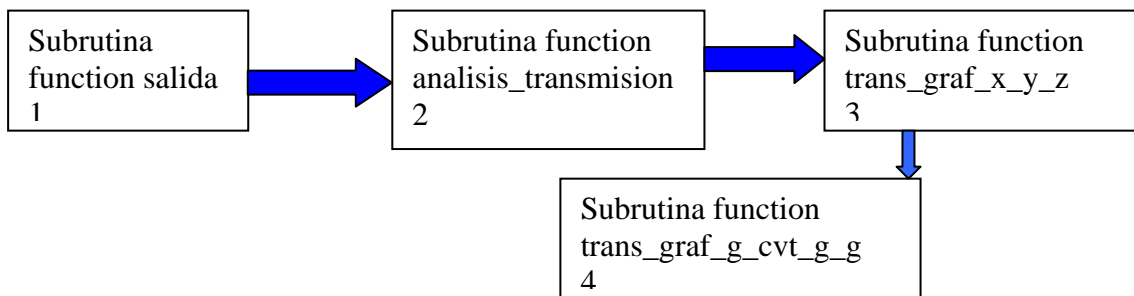 Subrutina
function salida
1
Subrutina function
analisis_transmision
2
Subrutina function
trans_graf_x_y_z
3
Subrutina function
trans_graf_g_cvt_g_g
4